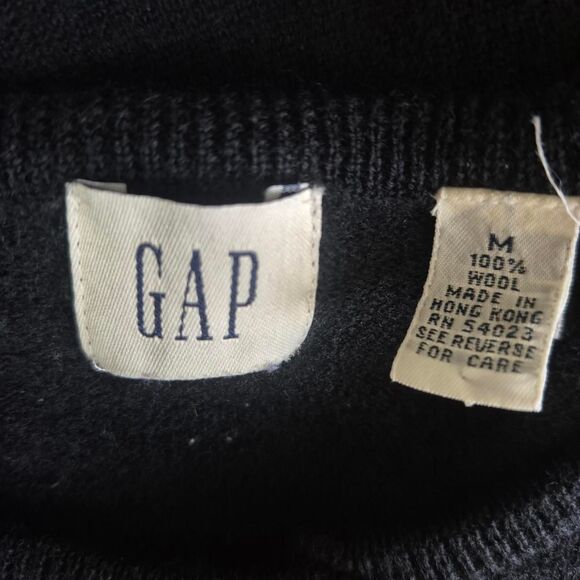 GAP
M
100%
WOOL
MADE IN
HONG KONG
RN 54023
SEE REVERSE
FOR CARE